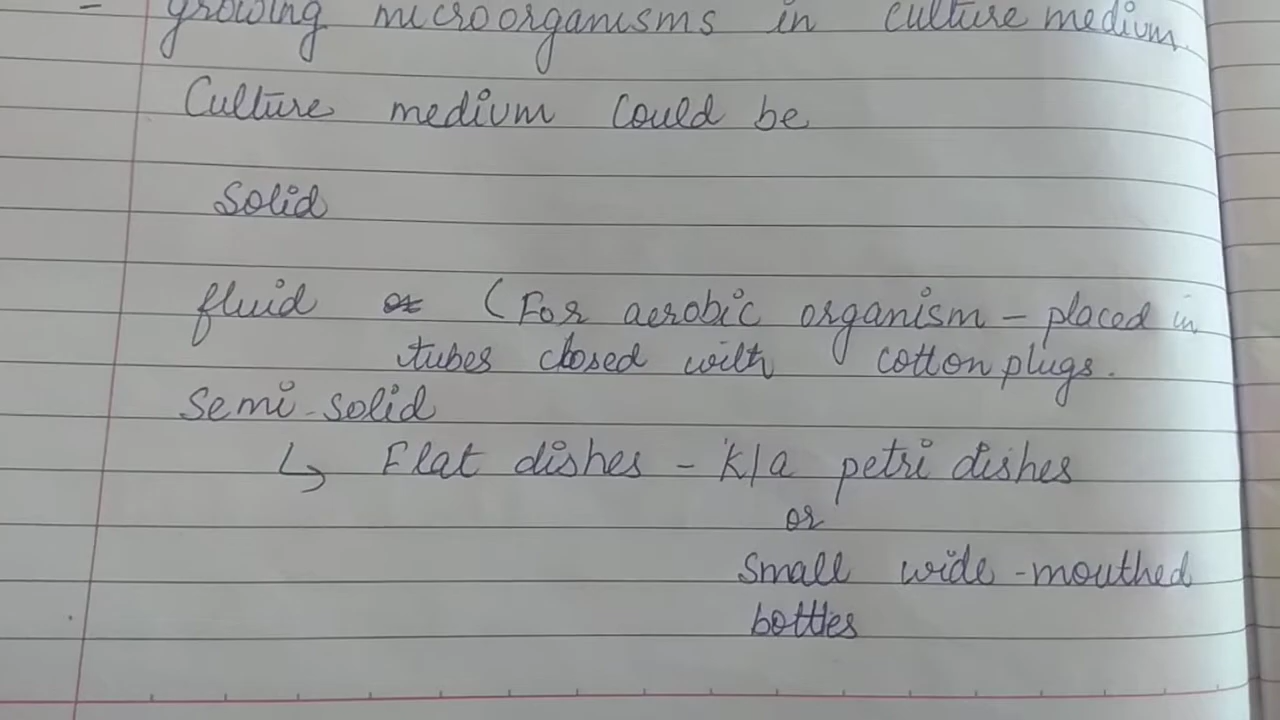 - growing microorganisms in culture medium.
Culture medium could be
Solid
fluid or (For aerobic organism - placed in
tubes closed with cotton plugs.
Semi-solid
↳ Flat dishes - K/a petri dishes
or
Small wide-mouthed
bottles